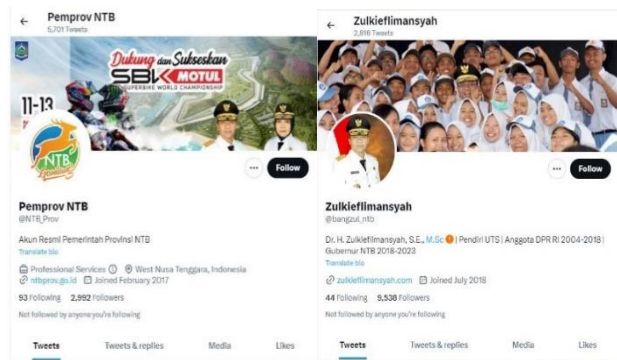 Pemprov NTB
5,701 Tweets
Dukung dan Sukseskan
SBK MOTUL
SUPERBIKE WORLD CHAMPIONSHIP
11-13
NTB
Follow
Pemprov NTB
@NTB_Prov
Akun Resmi Pemerintah Provinsi NTB
Translate bio
Professional Services West Nusa Tenggara, Indonesia
ntbprov.go.id Joined February 2017
93 Following 2,992 Followers
Not followed by anyone you're following
Tweets Tweets & replies Media Likes
Zulkieflimansyah
2,816 Tweets
Follow
Zulkieflimansyah
@bangzul_ntb
Dr. H. Zulkieflimansyah, S.E., M.Sc | Pendiri UTS | Anggota DPR RI 2004-2018 |
Gubernur NTB 2018-2023
Translate bio
zulkieflimansyah.com Joined July 2018
44 Following 9,538 Followers
Not followed by anyone you're following
Tweets Tweets & replies Media Likes